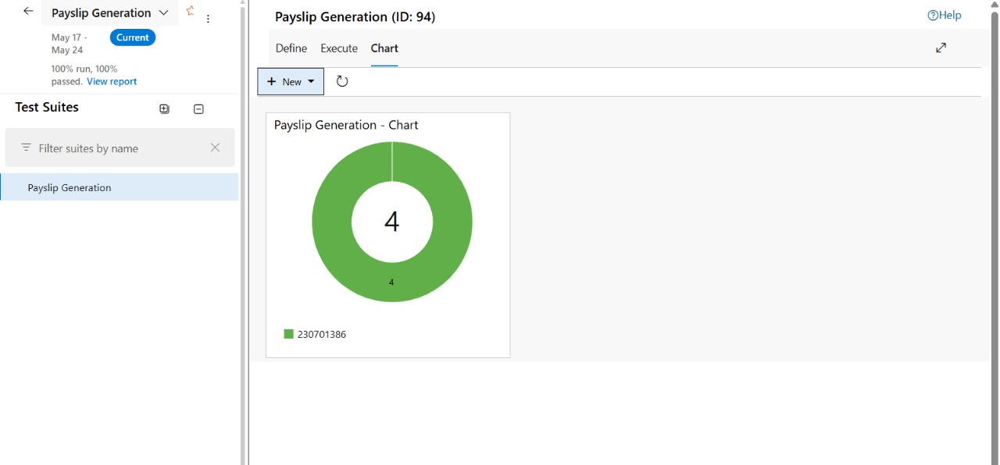 Payslip Generation
May 17 -
May 24
Current
100% run, 100%
passed. View report
Test Suites
Filter suites by name
Payslip Generation
Payslip Generation (ID: 94)
Help
Define Execute Chart
New
Payslip Generation - Chart
4
4
230701386